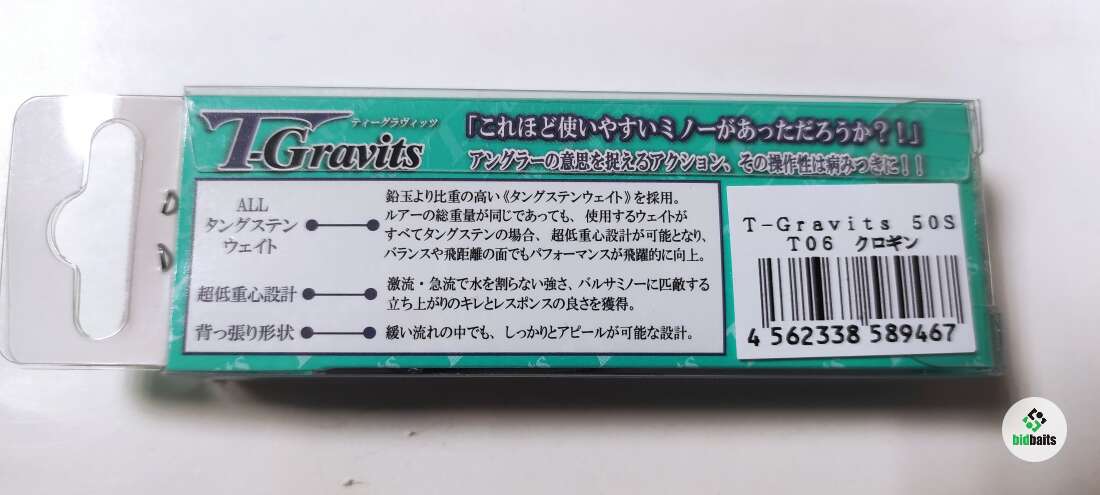 T-Gravits
ティーグラヴィッツ
「これほど使いやすいミノーがあっただろうか？！」
アングラーの意思を捉えるアクション、その操作性は病みつきに！！
ALL
タングステン
ウェイト
鉛玉より比重の高い《タングステンウェイト》を採用。
ルアーの総重量が同じであっても、使用するウェイトが
すべてタングステンの場合、超低重心設計が可能となり、
バランスや飛距離の面でもパフォーマンスが飛躍的に向上。
超低重心設計
激流・急流で水を割らない強さ、バルサミノーに匹敵する
立ち上がりのキレとレスポンスの良さを獲得。
背っ張り形状
緩い流れの中でも、しっかりとアピールが可能な設計。
T-Gravits 50S
T06 クロギン
4 562338 589467
bidbaits